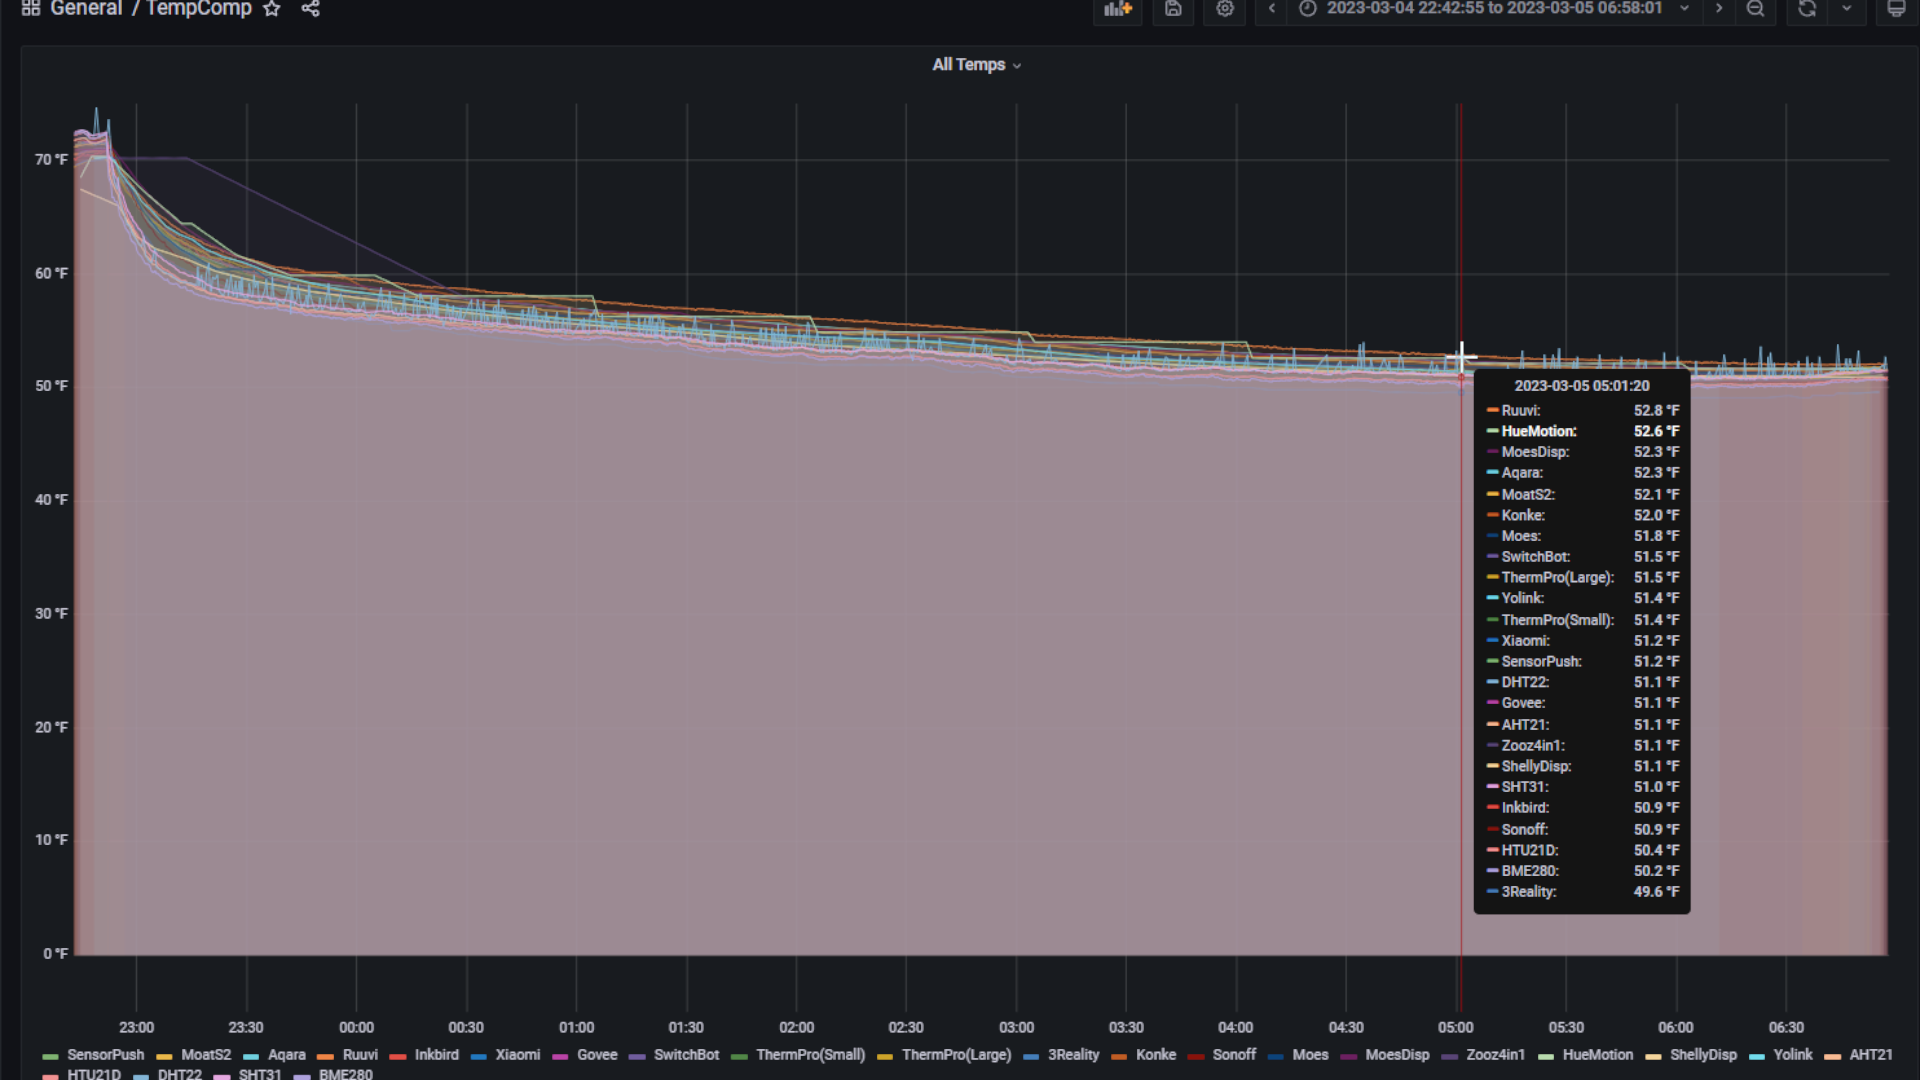 General / TempComp
2023-03-04 22:42:55 to 2023-03-05 06:58:01
All Temps
70 °F
60 °F
50 °F
40 °F
30 °F
20 °F
10 °F
0 °F
2023-03-05 05:01:20
Ruuvi: 52.8 °F
HueMotion: 52.6 °F
MoesDisp: 52.3 °F
Aqara: 52.3 °F
MoatS2: 52.1 °F
Konke: 52.0 °F
Moes: 51.8 °F
SwitchBot: 51.5 °F
ThermPro(Large): 51.5 °F
Yolink: 51.4 °F
ThermPro(Small): 51.4 °F
Xiaomi: 51.2 °F
SensorPush: 51.2 °F
DHT22: 51.1 °F
Govee: 51.1 °F
AHT21: 51.1 °F
Zooz4in1: 51.1 °F
ShellyDisp: 51.1 °F
SHT31: 51.0 °F
Inkbird: 50.9 °F
Sonoff: 50.9 °F
HTU21D: 50.4 °F
BME280: 50.2 °F
3Reality: 49.6 °F
23:00 23:30 00:00 00:30 01:00 01:30 02:00 02:30 03:00 03:30 04:00 04:30 05:00 05:30 06:00 06:30
SensorPush MoatS2 Aqara Ruuvi Inkbird Xiaomi Govee SwitchBot ThermPro(Small) ThermPro(Large) 3Reality Konke Sonoff Moes MoesDisp Zooz4in1 HueMotion ShellyDisp Yolink AHT21
HTU21D DHT22 SHT31 BME280